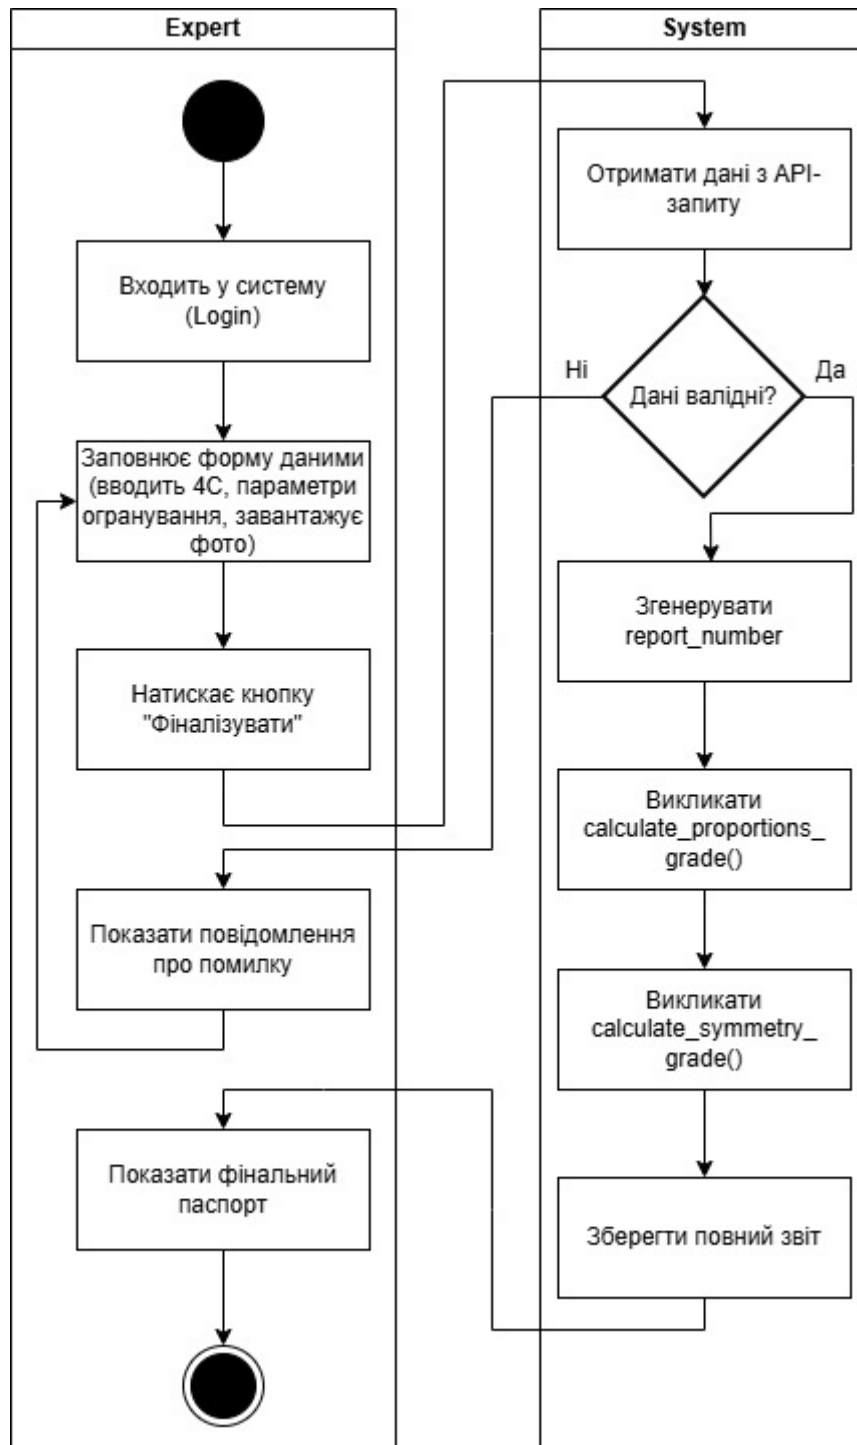 Expert
System
Входить у систему
(Login)
Заповнює форму даними
(вводить 4C, параметри
огранування, завантажує
фото)
Натискає кнопку
"Фіналізувати"
Показати повідомлення
про помилку
Показати фінальний
паспорт
Отримати дані з API-
запиту
Ні
Дані валідні?
Да
Згенерувати
report_number
Викликати
calculate_proportions_
grade()
Викликати
calculate_symmetry_
grade()
Зберегти повний звіт